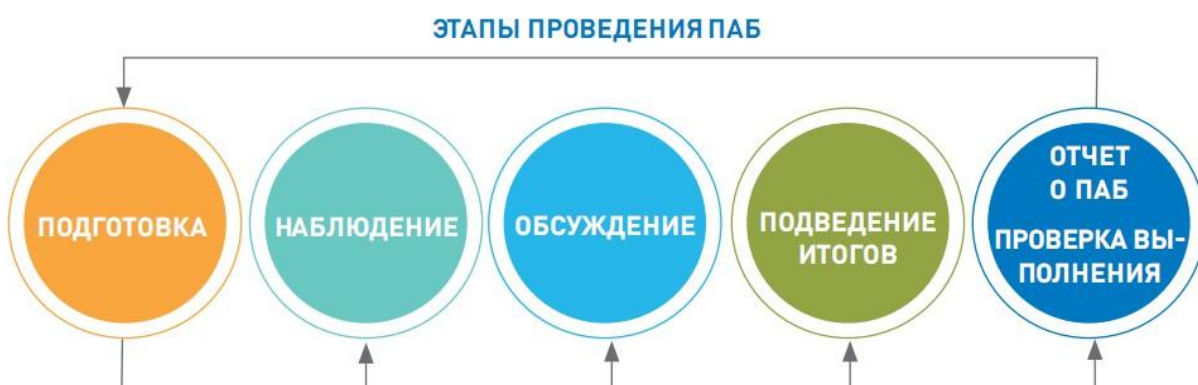 ЭТАПЫ ПРОВЕДЕНИЯ ПАБ
ПОДГОТОВКА
НАБЛЮДЕНИЕ
ОБСУЖДЕНИЕ
ПОДВЕДЕНИЕ
ИТОГОВ
ОТЧЕТ
О ПАБ
ПРОВЕРКА ВЫ-
ПОЛНЕНИЯ